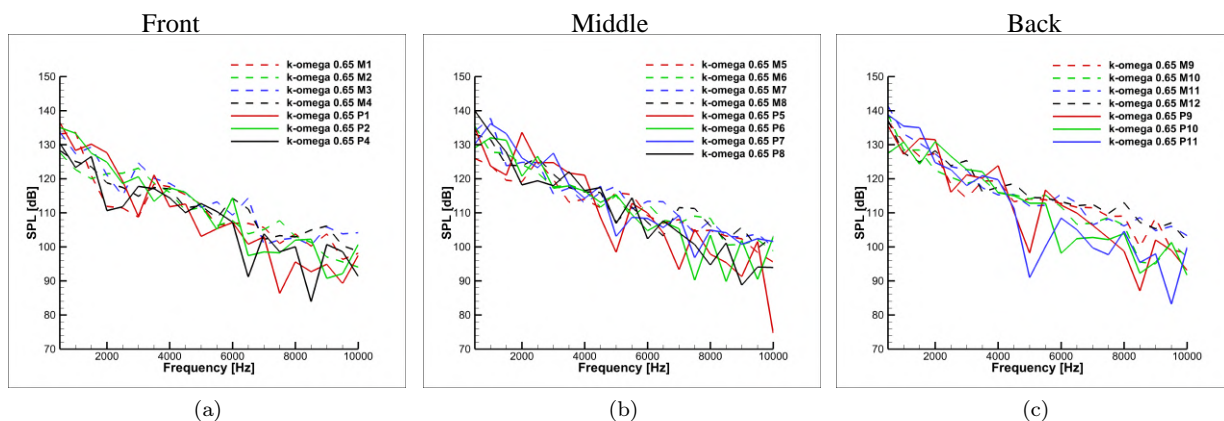 Front
Middle
Back
150
140
130
120
110
100
90
80
70
SPL [dB]
2000 4000 6000 8000 10000
Frequency [Hz]
k-omega 0.65 M1
k-omega 0.65 M2
k-omega 0.65 M3
k-omega 0.65 M4
k-omega 0.65 P1
k-omega 0.65 P2
k-omega 0.65 P4
(a)
150
140
130
120
110
100
90
80
70
SPL [dB]
2000 4000 6000 8000 10000
Frequency [Hz]
k-omega 0.65 M5
k-omega 0.65 M6
k-omega 0.65 M7
k-omega 0.65 M8
k-omega 0.65 P5
k-omega 0.65 P6
k-omega 0.65 P7
k-omega 0.65 P8
(b)
150
140
130
120
110
100
90
80
70
SPL [dB]
2000 4000 6000 8000 10000
Frequency [Hz]
k-omega 0.65 M9
k-omega 0.65 M10
k-omega 0.65 M11
k-omega 0.65 M12
k-omega 0.65 P9
k-omega 0.65 P10
k-omega 0.65 P11
(c)